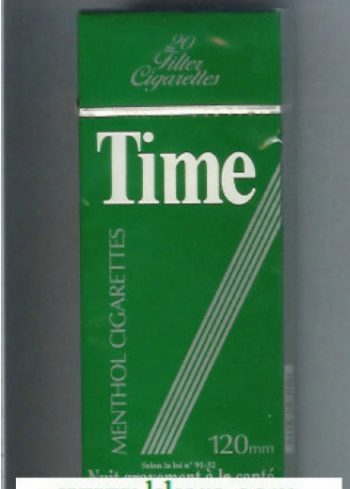 20
Filter
Cigarettes
Time
MENTHOL CIGARETTES
120mm
Selon la loi n° 91-32
Nuit gravement à la santé